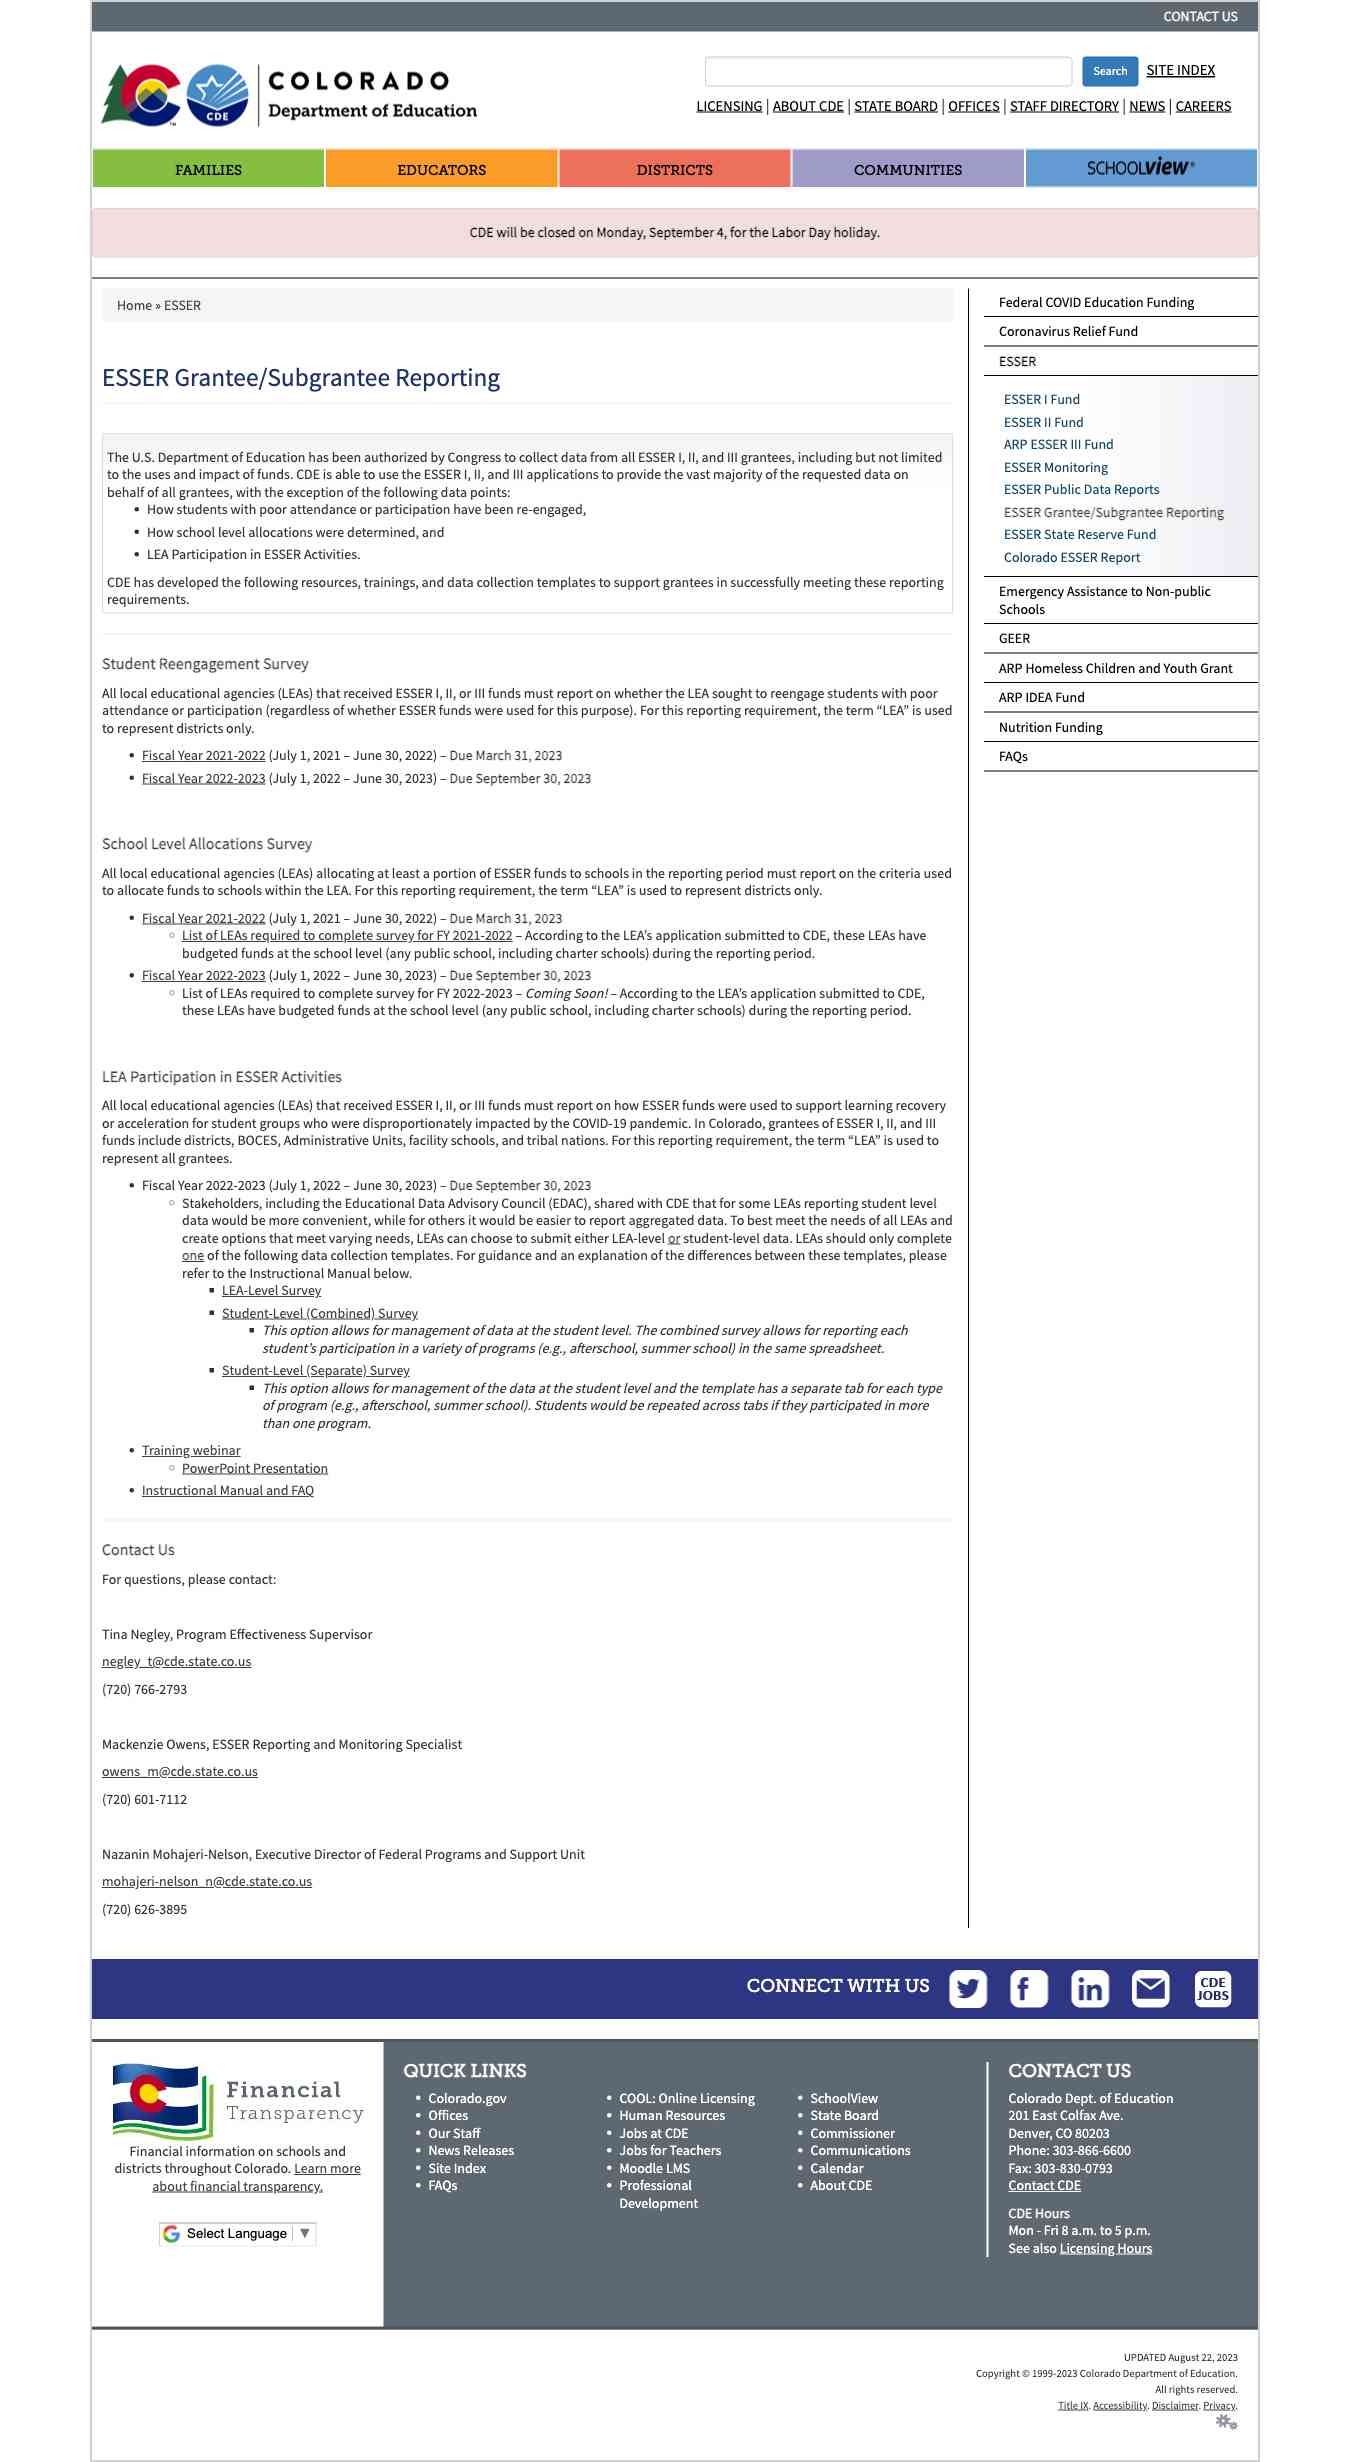 CONTACT US
COLORADO
Department of Education
CDE
TM
Search
SITE INDEX
LICENSING | ABOUT CDE | STATE BOARD | OFFICES | STAFF DIRECTORY | NEWS | CAREERS
FAMILIES
EDUCATORS
DISTRICTS
COMMUNITIES
SCHOOLVIEW®
CDE will be closed on Monday, September 4, for the Labor Day holiday.
Home » ESSER
ESSER Grantee/Subgrantee Reporting
The U.S. Department of Education has been authorized by Congress to collect data from all ESSER I, II, and III grantees, including but not limited
to the uses and impact of funds. CDE is able to use the ESSER I, II, and III applications to provide the vast majority of the requested data on
behalf of all grantees, with the exception of the following data points:
• How students with poor attendance or participation have been re-engaged,
• How school level allocations were determined, and
• LEA Participation in ESSER Activities.
CDE has developed the following resources, trainings, and data collection templates to support grantees in successfully meeting these reporting
requirements.
Student Reengagement Survey
All local educational agencies (LEAs) that received ESSER I, II, or III funds must report on whether the LEA sought to reengage students with poor
attendance or participation (regardless of whether ESSER funds were used for this purpose). For this reporting requirement, the term “LEA” is used
to represent districts only.
• Fiscal Year 2021-2022 (July 1, 2021 – June 30, 2022) – Due March 31, 2023
• Fiscal Year 2022-2023 (July 1, 2022 – June 30, 2023) – Due September 30, 2023
School Level Allocations Survey
All local educational agencies (LEAs) allocating at least a portion of ESSER funds to schools in the reporting period must report on the criteria used
to allocate funds to schools within the LEA. For this reporting requirement, the term “LEA” is used to represent districts only.
• Fiscal Year 2021-2022 (July 1, 2021 – June 30, 2022) – Due March 31, 2023
◦ List of LEAs required to complete survey for FY 2021-2022 – According to the LEA’s application submitted to CDE, these LEAs have
budgeted funds at the school level (any public school, including charter schools) during the reporting period.
• Fiscal Year 2022-2023 (July 1, 2022 – June 30, 2023) – Due September 30, 2023
◦ List of LEAs required to complete survey for FY 2022-2023 – Coming Soon! – According to the LEA’s application submitted to CDE,
these LEAs have budgeted funds at the school level (any public school, including charter schools) during the reporting period.
LEA Participation in ESSER Activities
All local educational agencies (LEAs) that received ESSER I, II, or III funds must report on how ESSER funds were used to support learning recovery
or acceleration for student groups who were disproportionately impacted by the COVID-19 pandemic. In Colorado, grantees of ESSER I, II, and III
funds include districts, BOCES, Administrative Units, facility schools, and tribal nations. For this reporting requirement, the term “LEA” is used to
represent all grantees.
• Fiscal Year 2022-2023 (July 1, 2022 – June 30, 2023) – Due September 30, 2023
◦ Stakeholders, including the Educational Data Advisory Council (EDAC), shared with CDE that for some LEAs reporting student level
data would be more convenient, while for others it would be easier to report aggregated data. To best meet the needs of all LEAs and
create options that meet varying needs, LEAs can choose to submit either LEA-level or student-level data. LEAs should only complete
one of the following data collection templates. For guidance and an explanation of the differences between these templates, please
refer to the Instructional Manual below.
▪ LEA-Level Survey
▪ Student-Level (Combined) Survey
▪ This option allows for management of data at the student level. The combined survey allows for reporting each
student’s participation in a variety of programs (e.g., afterschool, summer school) in the same spreadsheet.
▪ Student-Level (Separate) Survey
▪ This option allows for management of the data at the student level and the template has a separate tab for each type
of program (e.g., afterschool, summer school). Students would be repeated across tabs if they participated in more
than one program.
• Training webinar
◦ PowerPoint Presentation
• Instructional Manual and FAQ
Contact Us
For questions, please contact:
Tina Negley, Program Effectiveness Supervisor
negley_t@cde.state.co.us
(720) 766-2793
Mackenzie Owens, ESSER Reporting and Monitoring Specialist
owens_m@cde.state.co.us
(720) 601-7112
Nazanin Mohajeri-Nelson, Executive Director of Federal Programs and Support Unit
mohajeri-nelson_n@cde.state.co.us
(720) 626-3895
Federal COVID Education Funding
Coronavirus Relief Fund
ESSER
ESSER I Fund
ESSER II Fund
ARP ESSER III Fund
ESSER Monitoring
ESSER Public Data Reports
ESSER Grantee/Subgrantee Reporting
ESSER State Reserve Fund
Colorado ESSER Report
Emergency Assistance to Non-public
Schools
GEER
ARP Homeless Children and Youth Grant
ARP IDEA Fund
Nutrition Funding
FAQs
CONNECT WITH US
CDE
JOBS
Financial
Transparency
Financial information on schools and
districts throughout Colorado. Learn more
about financial transparency.
Select Language ▼
QUICK LINKS
• Colorado.gov
• Offices
• Our Staff
• News Releases
• Site Index
• FAQs
• COOL: Online Licensing
• Human Resources
• Jobs at CDE
• Jobs for Teachers
• Moodle LMS
• Professional
Development
• SchoolView
• State Board
• Commissioner
• Communications
• Calendar
• About CDE
CONTACT US
Colorado Dept. of Education
201 East Colfax Ave.
Denver, CO 80203
Phone: 303-866-6600
Fax: 303-830-0793
Contact CDE
CDE Hours
Mon - Fri 8 a.m. to 5 p.m.
See also Licensing Hours
UPDATED August 22, 2023
Copyright © 1999-2023 Colorado Department of Education.
All rights reserved.
Title IX. Accessibility. Disclaimer. Privacy.